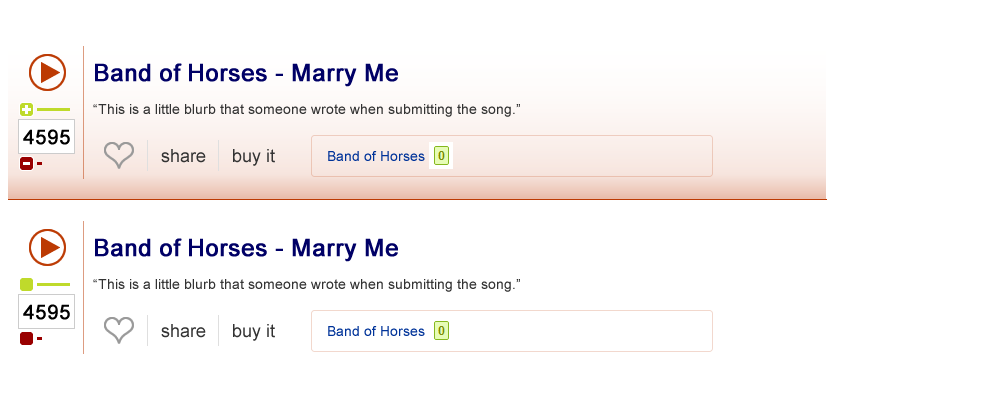 Band of Horses - Marry Me
“This is a little blurb that someone wrote when submitting the song.”
4595
share buy it Band of Horses 0
Band of Horses - Marry Me
“This is a little blurb that someone wrote when submitting the song.”
4595
share buy it Band of Horses 0